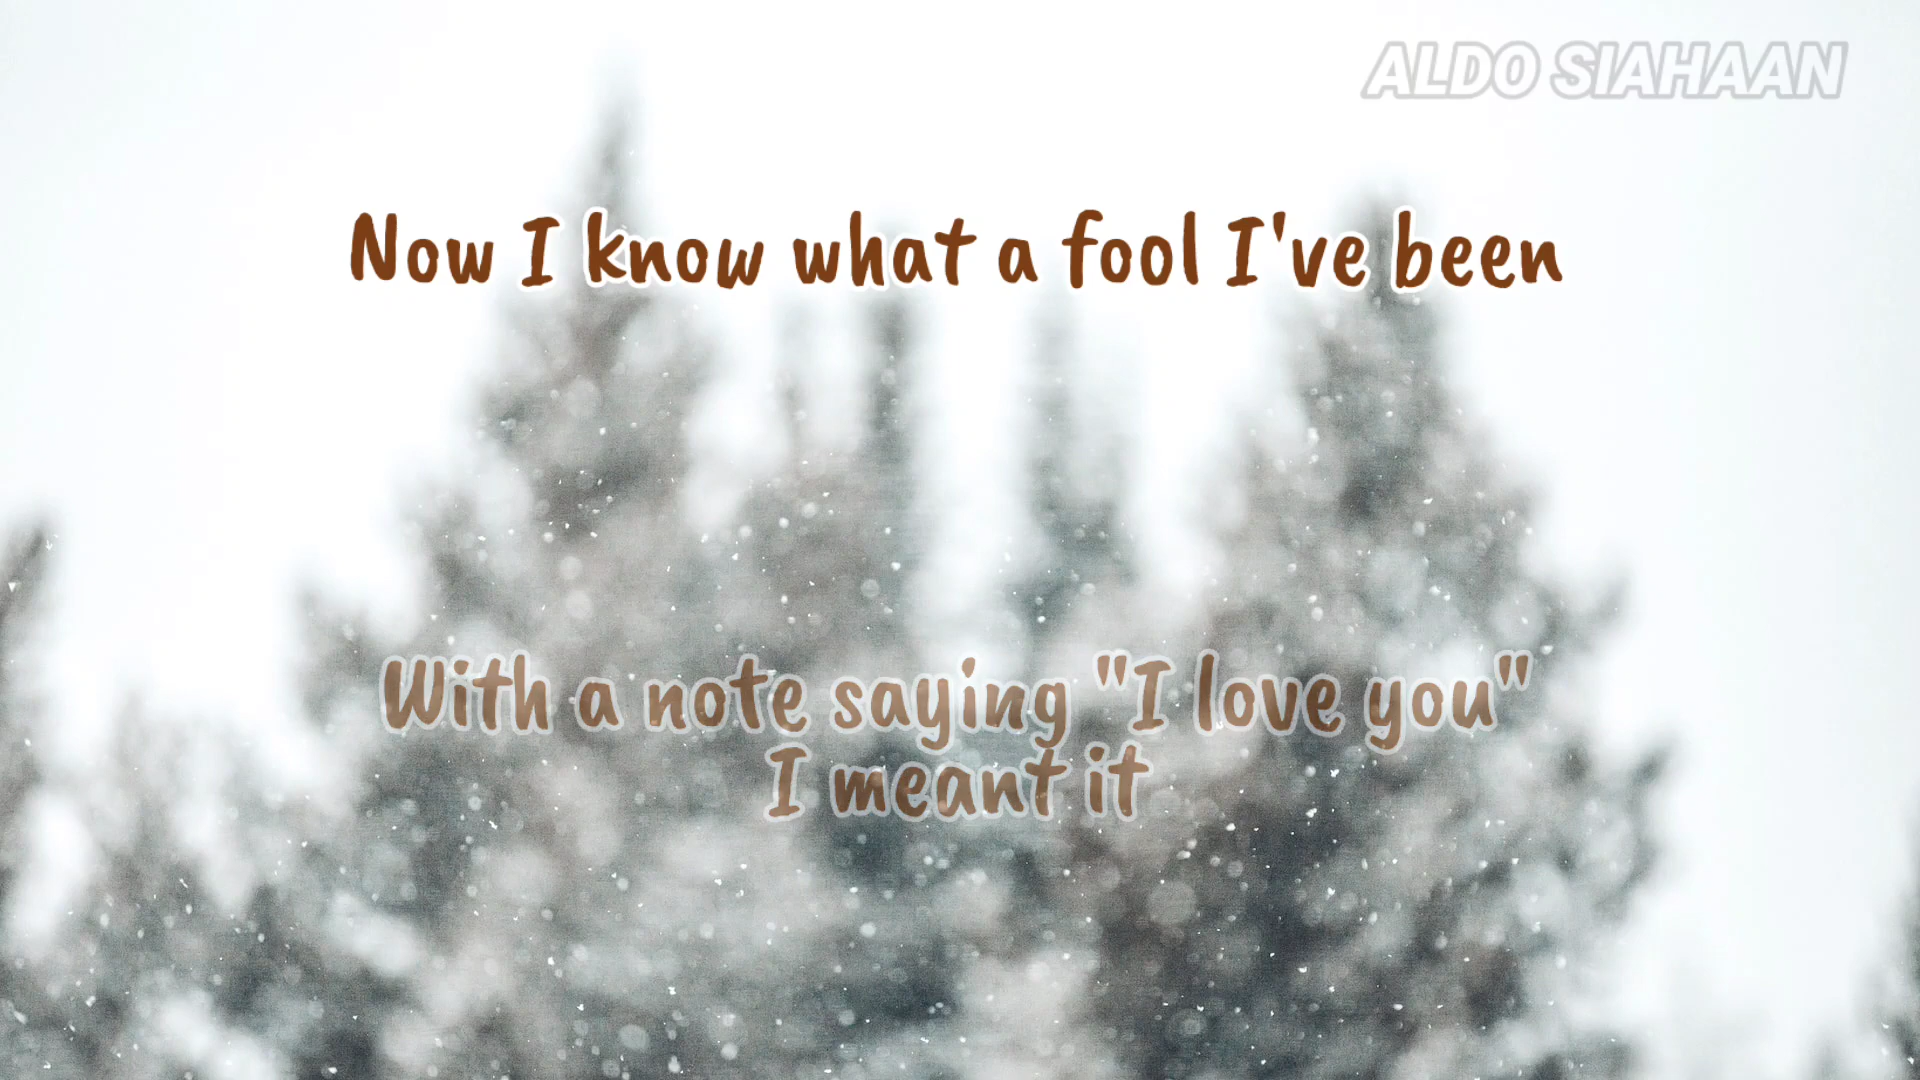 ALDO SIAHAAN
Now I know what a fool I've been
With a note saying "I love you"
I meant it